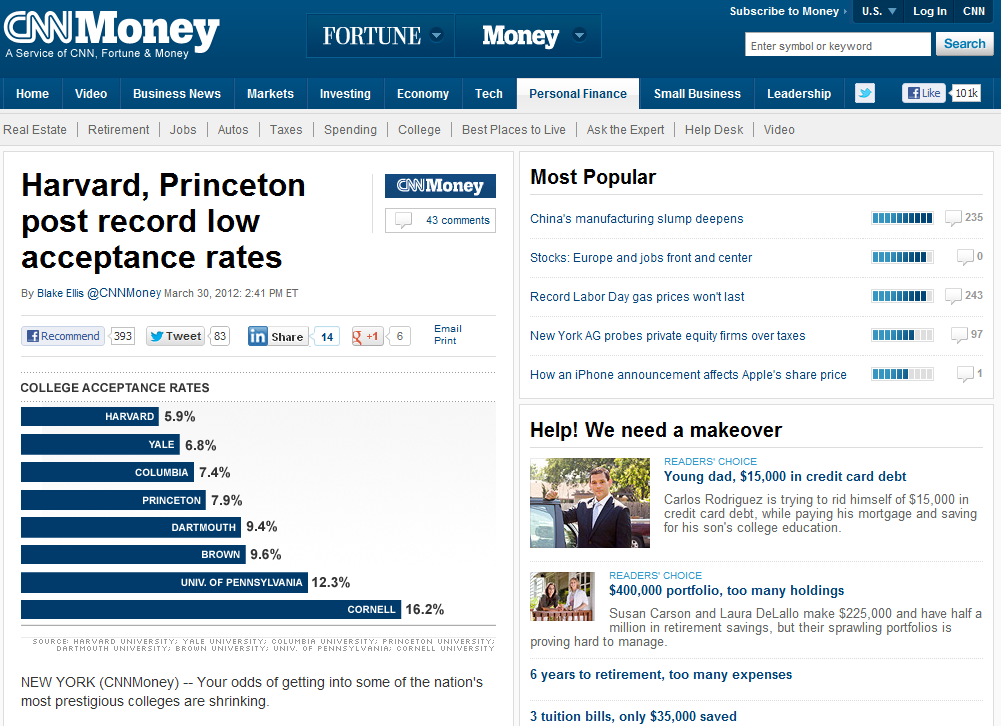 CNNMoney
A Service of CNN, Fortune & Money
FORTUNE
Money
Subscribe to Money
U.S.
Log In
CNN
Enter symbol or keyword
Search
Home
Video
Business News
Markets
Investing
Economy
Tech
Personal Finance
Small Business
Leadership
Like
101k
Real Estate
Retirement
Jobs
Autos
Taxes
Spending
College
Best Places to Live
Ask the Expert
Help Desk
Video
Harvard, Princeton
post record low
acceptance rates
CNNMoney
43 comments
By Blake Ellis @CNNMoney March 30, 2012: 2:41 PM ET
Recommend
393
Tweet
83
in Share
14
g +1
6
Email
Print
COLLEGE ACCEPTANCE RATES
HARVARD 5.9%
YALE 6.8%
COLUMBIA 7.4%
PRINCETON 7.9%
DARTMOUTH 9.4%
BROWN 9.6%
UNIV. OF PENNSYLVANIA 12.3%
CORNELL 16.2%
SOURCE: HARVARD UNIVERSITY; YALE UNIVERSITY; COLUMBIA UNIVERSITY; PRINCETON UNIVERSITY;
DARTMOUTH UNIVERSITY; BROWN UNIVERSITY; UNIV. OF PENNSYLVANIA; CORNELL UNIVERSITY
NEW YORK (CNNMoney) -- Your odds of getting into some of the nation's
most prestigious colleges are shrinking.
Most Popular
China's manufacturing slump deepens 235
Stocks: Europe and jobs front and center 0
Record Labor Day gas prices won't last 243
New York AG probes private equity firms over taxes 97
How an iPhone announcement affects Apple's share price 1
Help! We need a makeover
READERS' CHOICE
Young dad, $15,000 in credit card debt
Carlos Rodriguez is trying to rid himself of $15,000 in
credit card debt, while paying his mortgage and saving
for his son's college education.
READERS' CHOICE
$400,000 portfolio, too many holdings
Susan Carson and Laura DeLallo make $225,000 and have half a
million in retirement savings, but their sprawling portfolios is
proving hard to manage.
6 years to retirement, too many expenses
3 tuition bills, only $35,000 saved